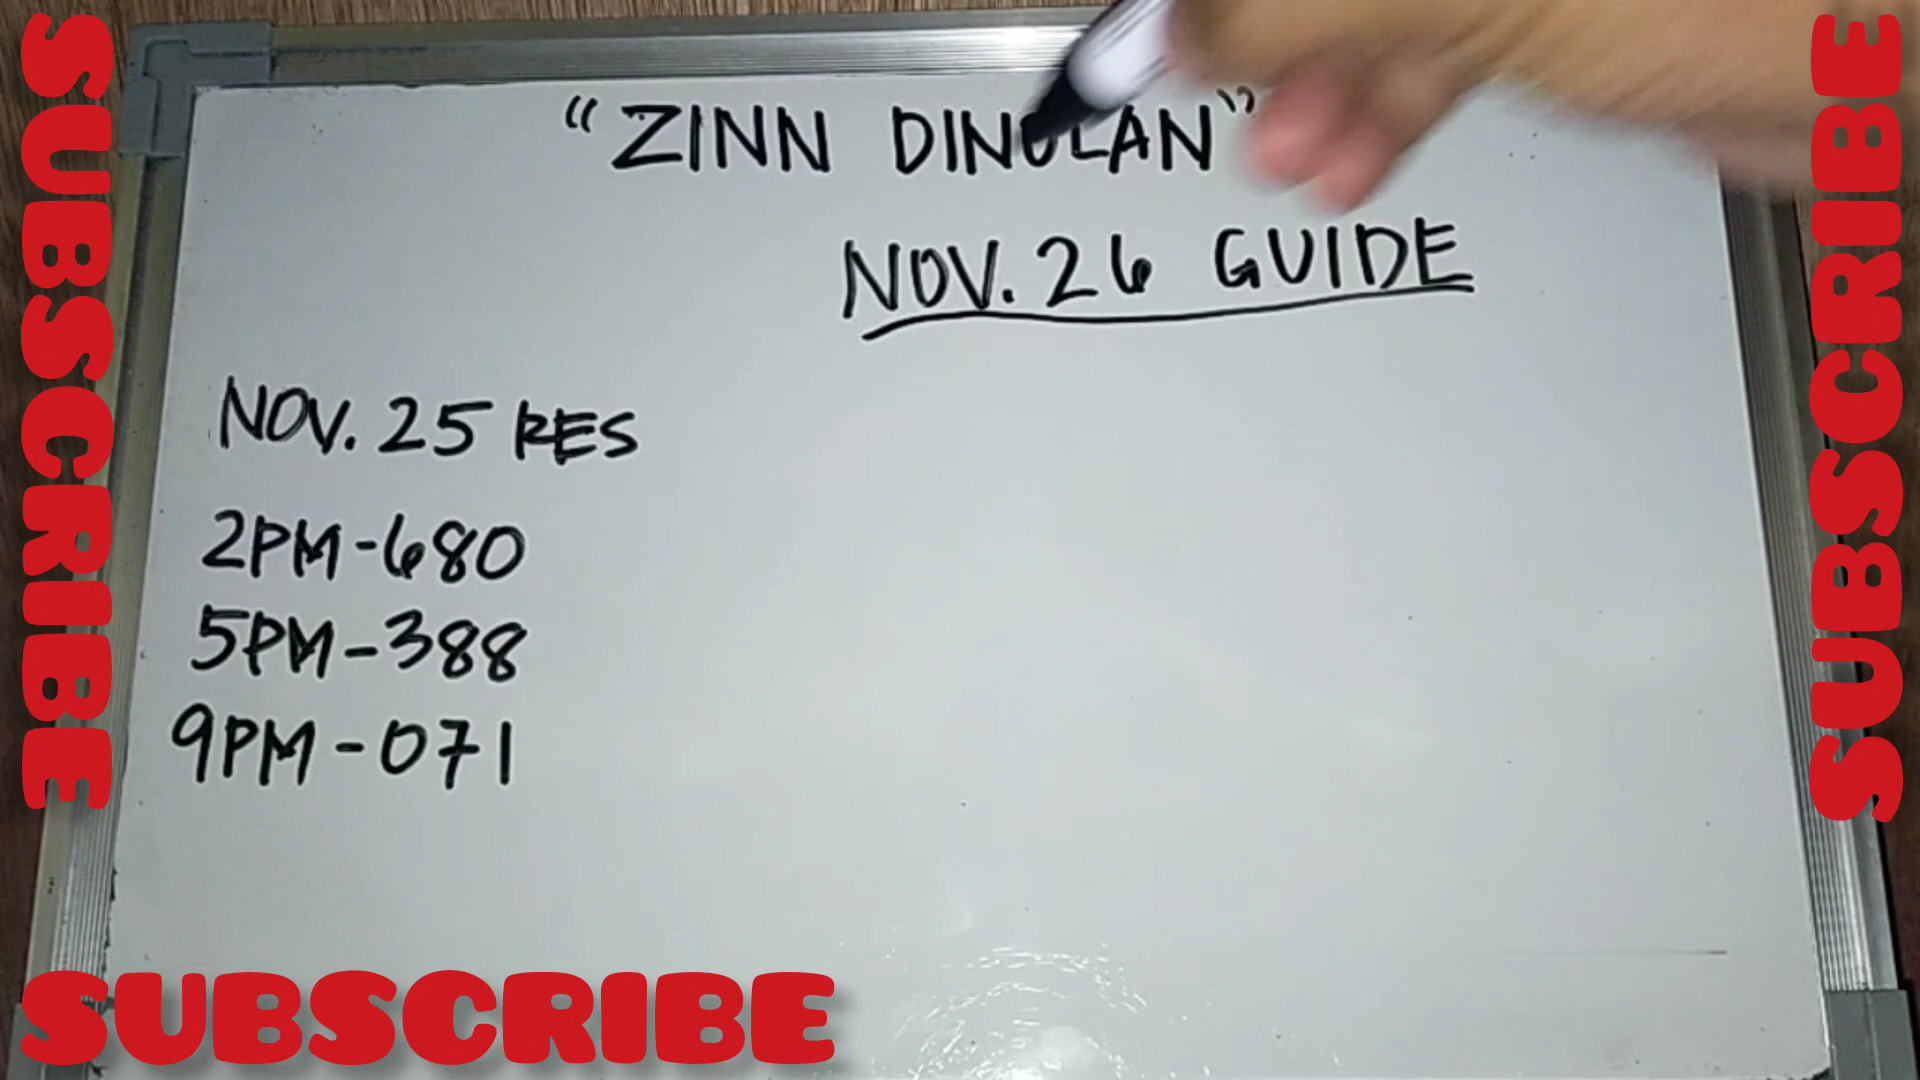 "ZINN DINULAN"
NOV. 26 GUIDE
NOV. 25 RES
2PM-680
5PM-388
9PM-071
SUBSCRIBE
SUBSCRIBE
SUBSCRIBE